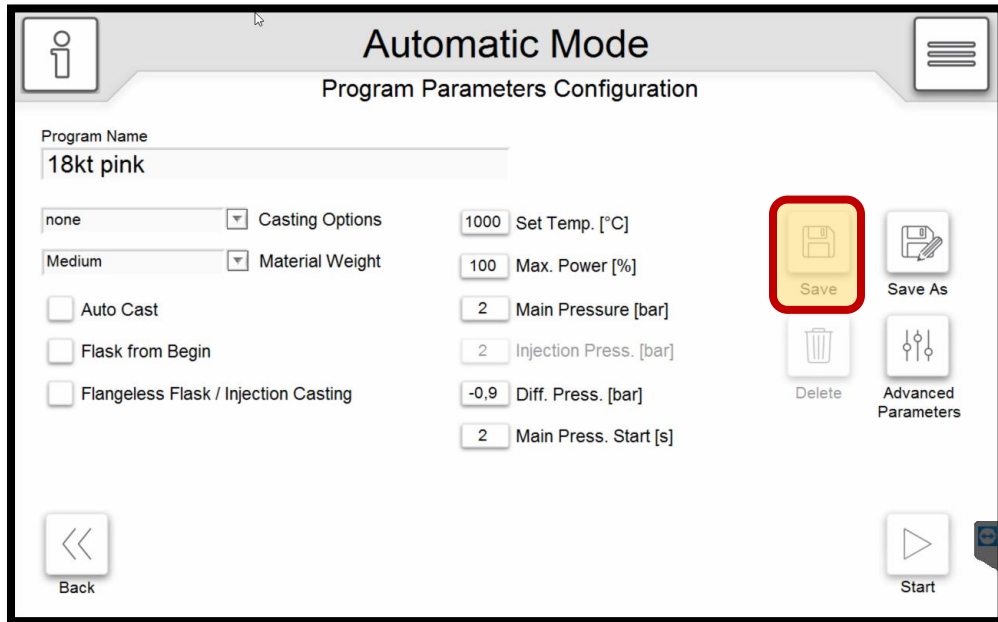 Automatic Mode
Program Parameters Configuration
Program Name
18kt pink
none
Casting Options
Medium
Material Weight
Auto Cast
Flask from Begin
Flangeless Flask / Injection Casting
1000 Set Temp. [°C]
100 Max. Power [%]
2 Main Pressure [bar]
2 Injection Press. [bar]
-0,9 Diff. Press. [bar]
2 Main Press. Start [s]
Save
Save As
Delete
Advanced
Parameters
Back
Start